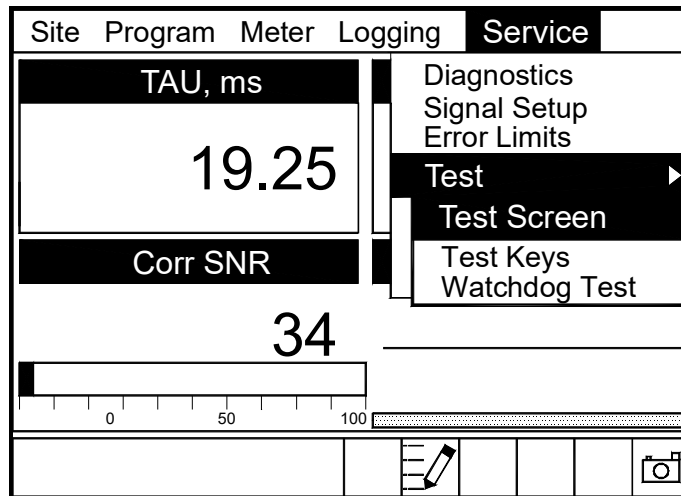 Site Program Meter Logging Service
TAU, ms
19.25
Diagnostics
Signal Setup
Error Limits
Test
Test Screen
Test Keys
Watchdog Test
Corr SNR
34
0 50 100